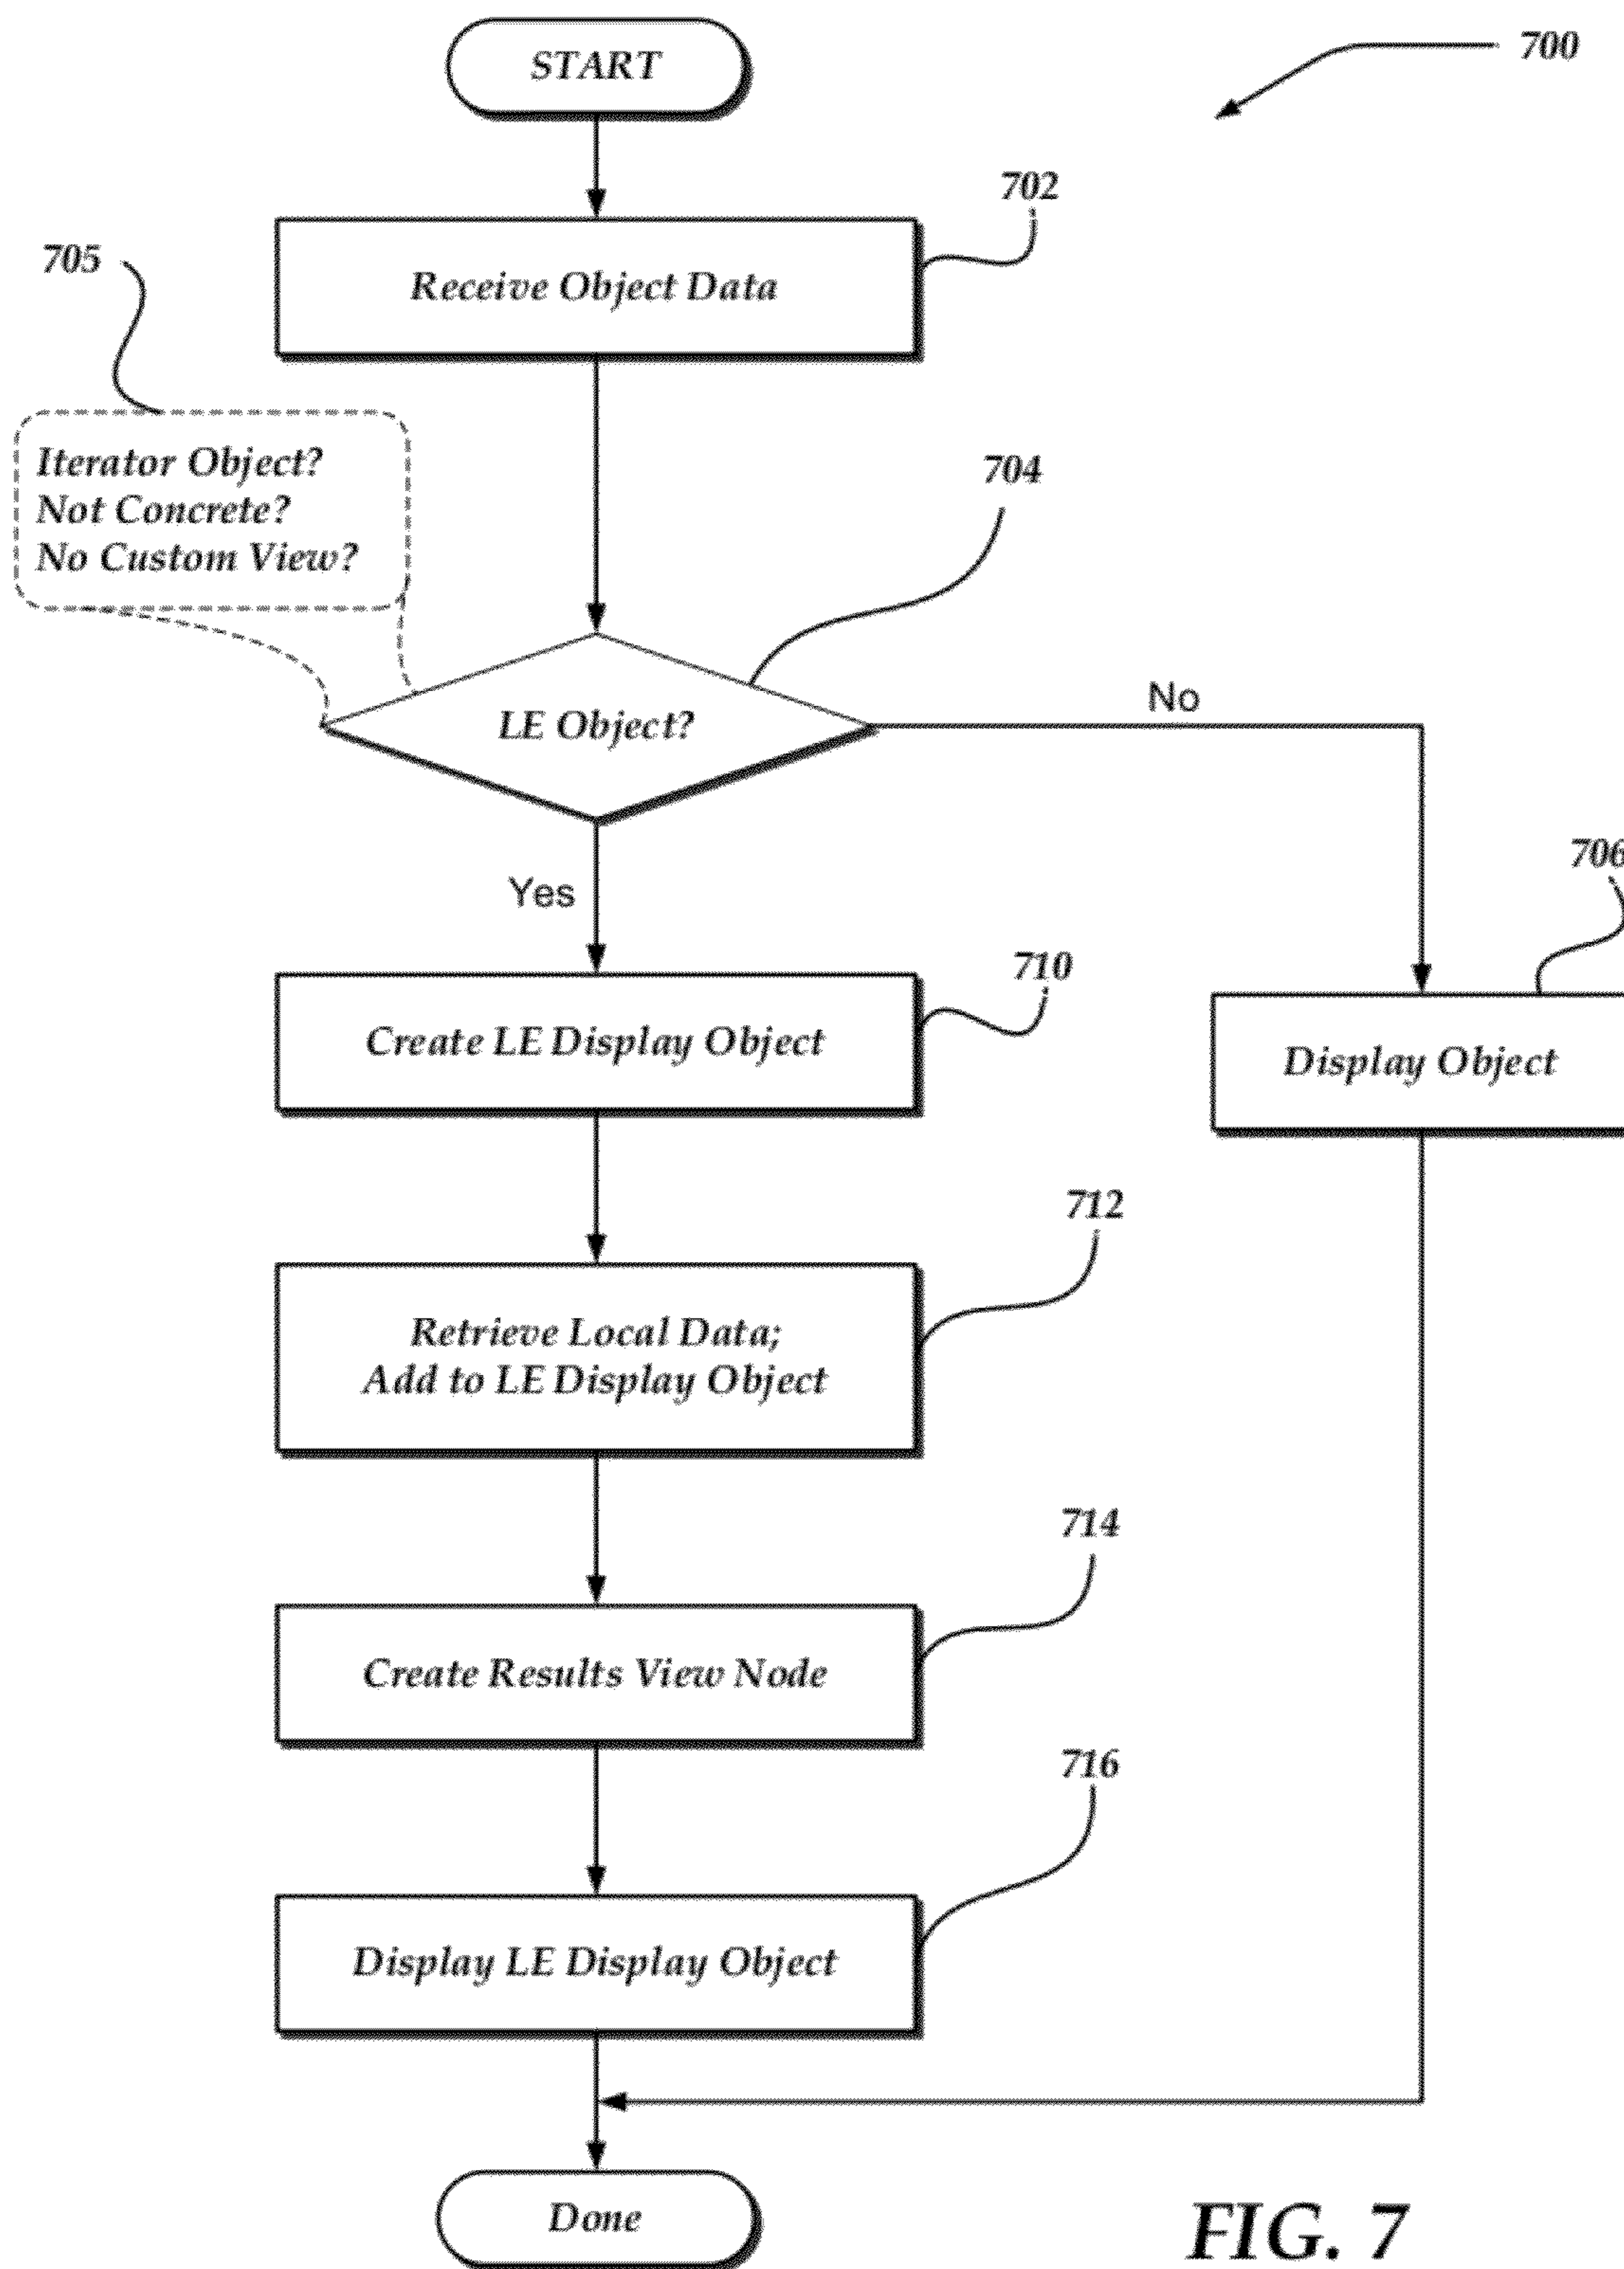 START
700
702
Receive Object Data
705
Iterator Object?
Not Concrete?
No Custom View?
704
LE Object?
No
Yes
706
710
Create LE Display Object
Display Object
712
Retrieve Local Data;
Add to LE Display Object
714
Create Results View Node
716
Display LE Display Object
Done
FIG. 7